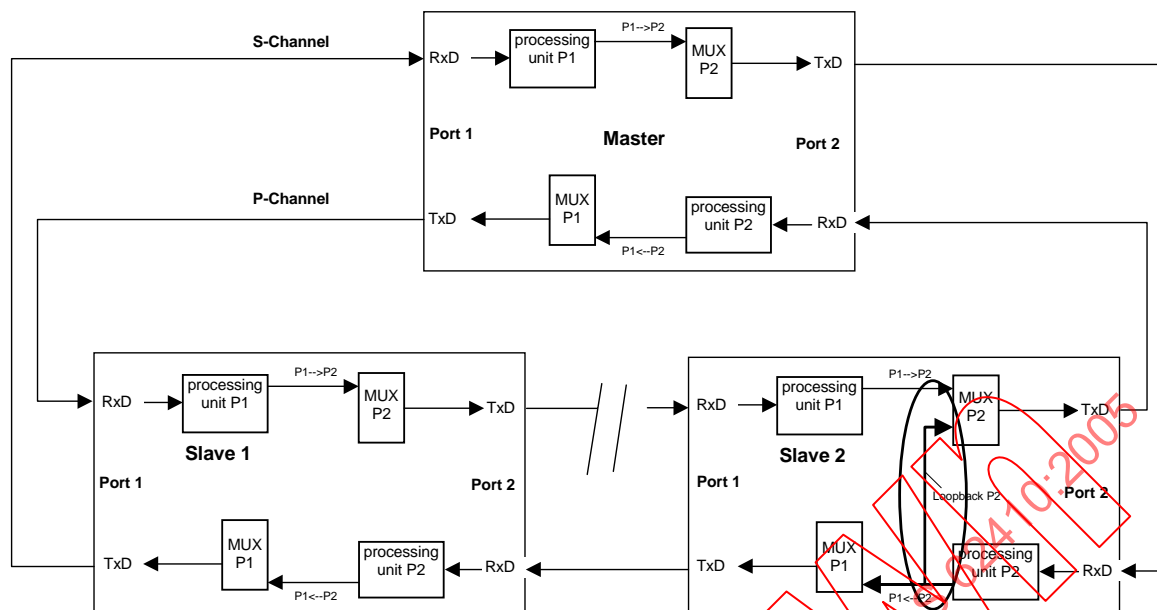 S-Channel
RxD
processing
unit P1
P1-->P2
MUX
P2
TxD
Port 1
Master
Port 2
P-Channel
TxD
MUX
P1
P1<--P2
processing
unit P2
RxD
RxD
processing
unit P1
P1-->P2
MUX
P2
TxD
Slave 1
Port 1
Port 2
TxD
MUX
P1
P1<--P2
processing
unit P2
RxD
RxD
processing
unit P1
P1-->P2
MUX
P2
TxD
Slave 2
Port 1
Loopback P2
Port 2
TxD
MUX
P1
P1<--P2
processing
unit P2
RxD
62410:2005